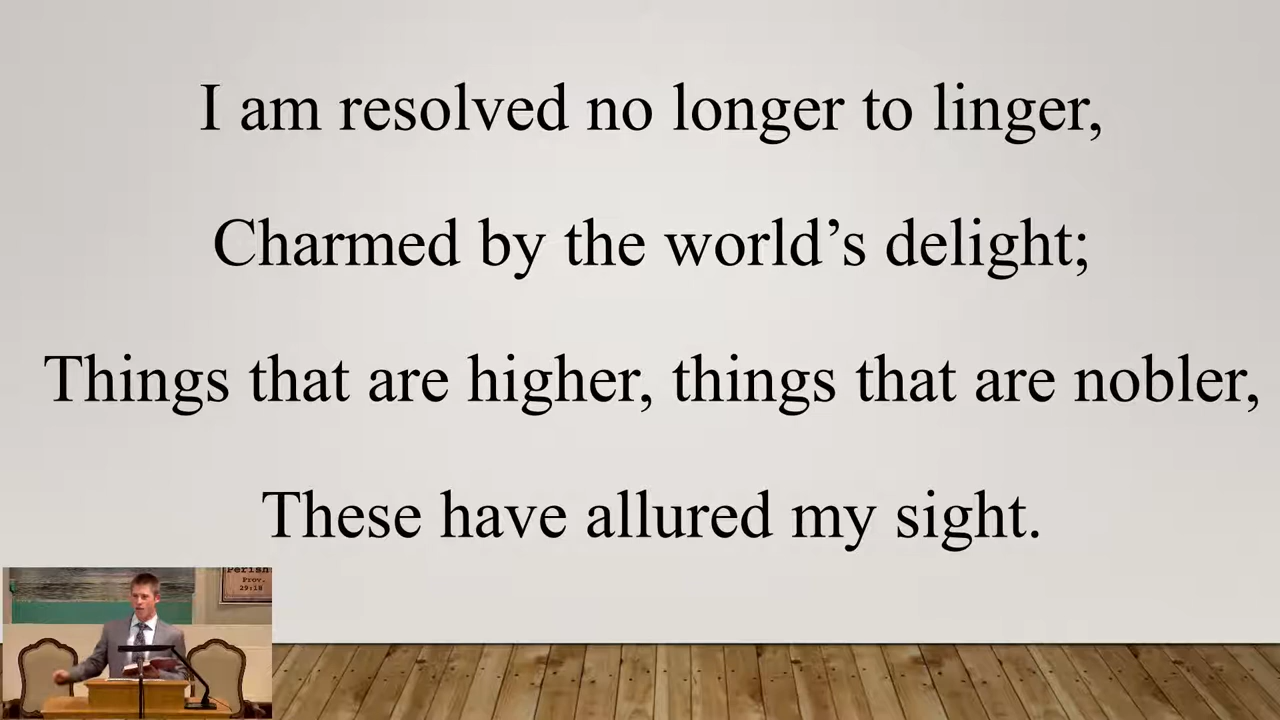 I am resolved no longer to linger,
Charmed by the world’s delight;
Things that are higher, things that are nobler,
These have allured my sight.
Perish
Prov.
29:18